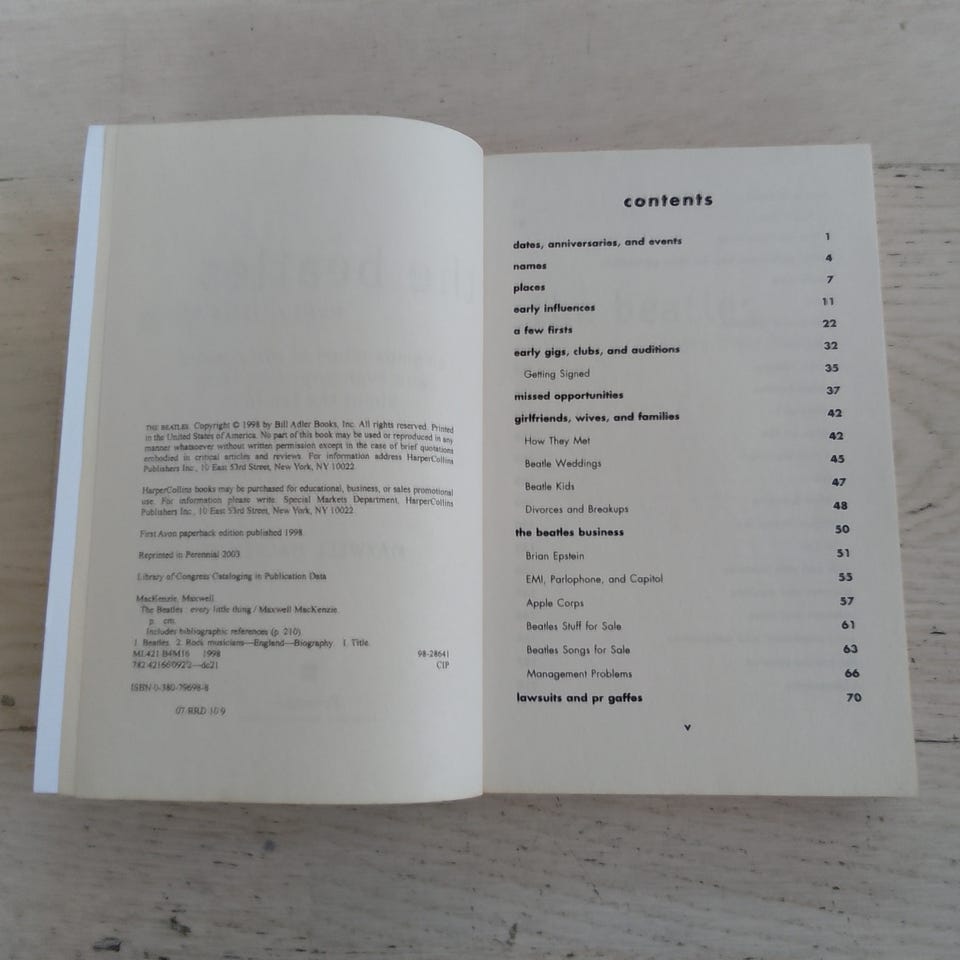 THE BEATLES. Copyright © 1998 by Bill Adler Books, Inc. All rights reserved. Printed
in the United States of America. No part of this book may be used or reproduced in any
manner whatsoever without written permission except in the case of brief quotations
embodied in critical articles and reviews. For information address HarperCollins
Publishers Inc., 10 East 53rd Street, New York, NY 10022.
HarperCollins books may be purchased for educational, business, or sales promotional
use. For information please write: Special Markets Department, HarperCollins
Publishers Inc., 10 East 53rd Street, New York, NY 10022.
First Avon paperback edition published 1998.
Reprinted in Perennial 2003.
Library of Congress Cataloging in Publication Data
MacKenzie, Maxwell.
The Beatles : every little thing / Maxwell MacKenzie.
p. cm.
Includes bibliographic references (p. 210).
1. Beatles. 2. Rock musicians—England—Biography. I. Title.
ML421.B4M16 1998 98-28641
782.42166'092'2—dc21 CIP
ISBN 0-380-79698-8
07 RRD 10 9
contents
dates, anniversaries, and events 1
names 4
places 7
early influences 11
a few firsts 22
early gigs, clubs, and auditions 32
Getting Signed 35
missed opportunities 37
girlfriends, wives, and families 42
How They Met 42
Beatle Weddings 45
Beatle Kids 47
Divorces and Breakups 48
the beatles business 50
Brian Epstein 51
EMI, Parlophone, and Capitol 55
Apple Corps 57
Beatles Stuff for Sale 61
Beatles Songs for Sale 63
Management Problems 66
lawsuits and pr gaffes 70
v